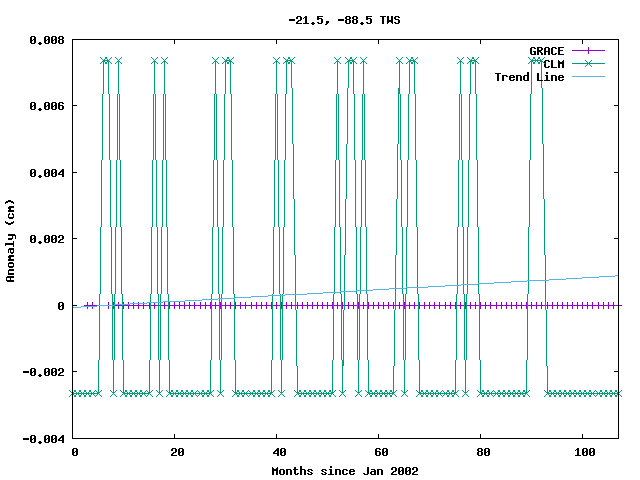 -21.5, -88.5 TWS
0.008
0.006
0.004
0.002
0
-0.002
-0.004
Anomaly (cm)
GRACE
CLM
Trend Line
0 20 40 60 80 100
Months since Jan 2002